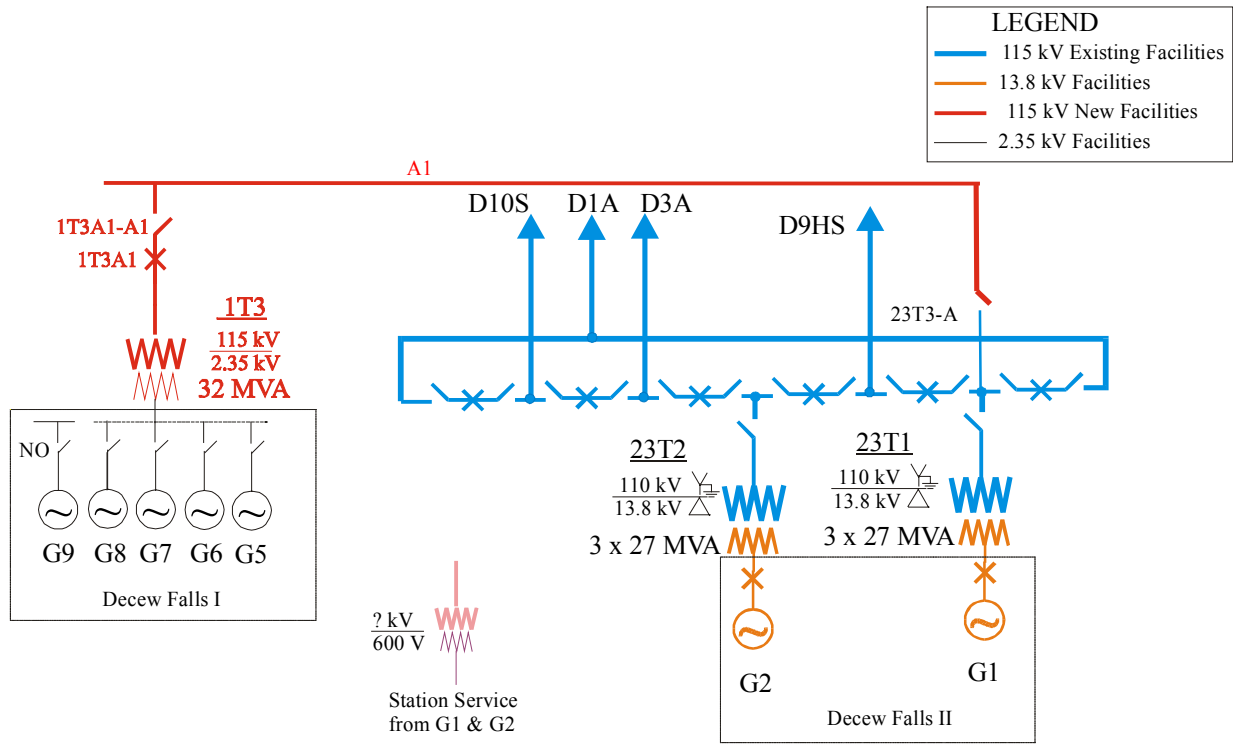 LEGEND
115 kV Existing Facilities
13.8 kV Facilities
115 kV New Facilities
2.35 kV Facilities
A1
D10S
D1A
D3A
D9HS
1T3A1-A1
1T3A1
1T3
115 kV
2.35 kV
32 MVA
23T3-A
NO
G9
G8
G7
G6
G5
Decew Falls I
23T2
110 kV
13.8 kV
3 x 27 MVA
23T1
110 kV
13.8 kV
3 x 27 MVA
? kV
600 V
Station Service
from G1 & G2
G2
G1
Decew Falls II